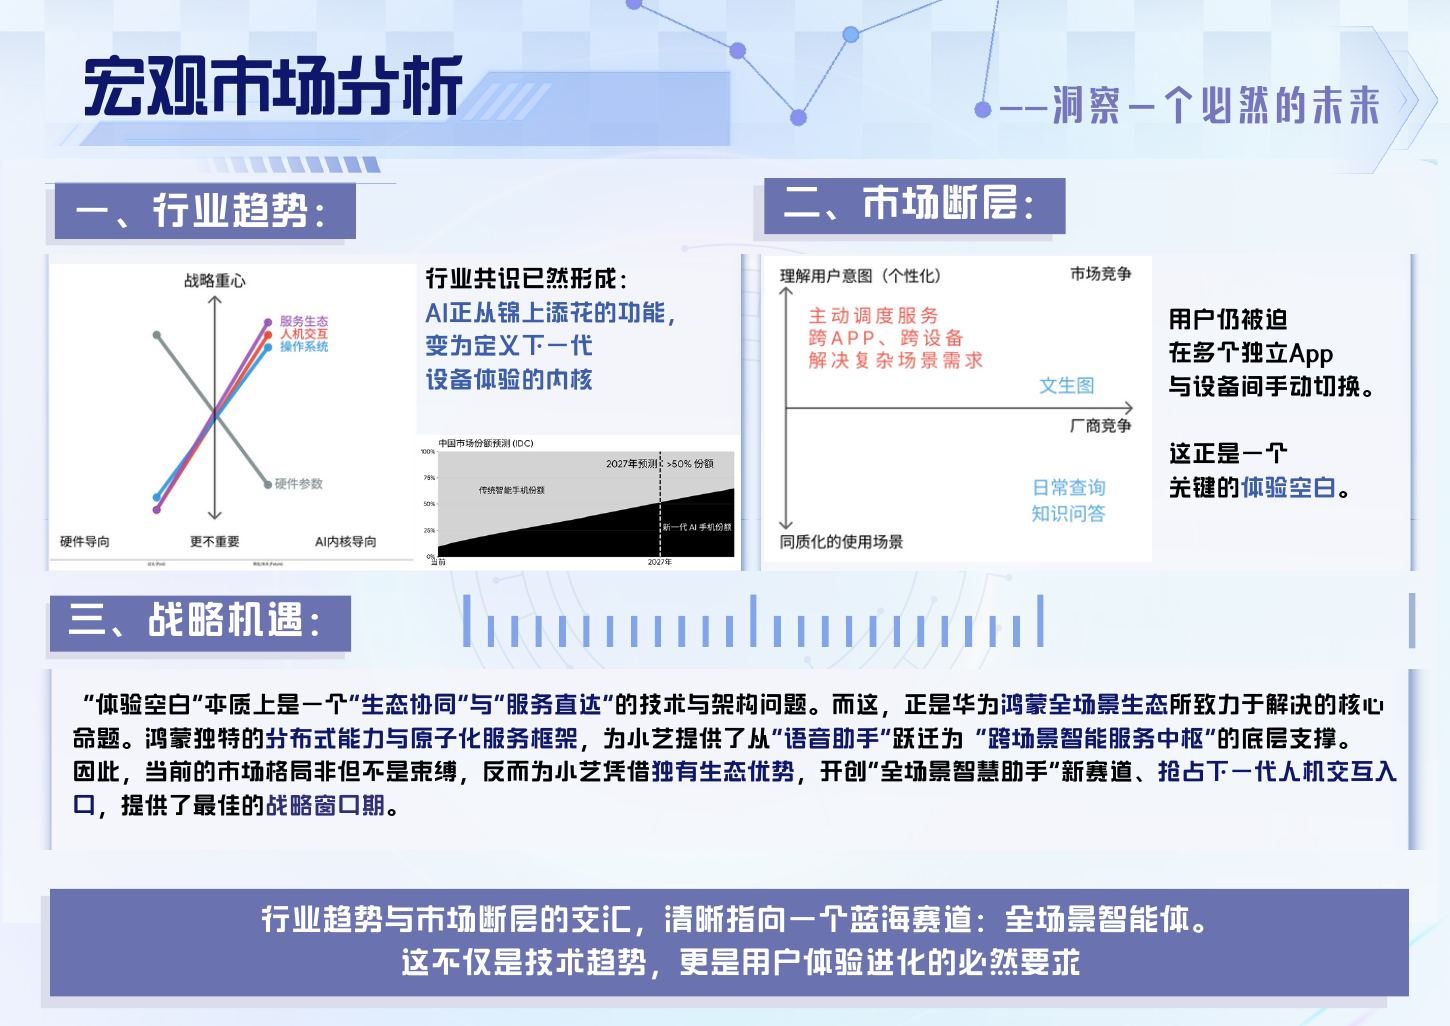 宏观市场分析
——洞察一个必然的未来
一、行业趋势：
战略重心
服务生态
人机交互
操作系统
硬件参数
硬件导向
更不重要
AI内核导向
行业共识已然形成：
AI正从锦上添花的功能，
变为定义下一代
设备体验的内核
中国市场份额预测 (IDC)
100%
75%
50%
25%
0%
2027年预测：>50% 份额
传统智能手机份额
新一代 AI 手机份额
当前
2027年
二、市场断层：
理解用户意图（个性化）
市场竞争
主动调度服务
跨APP、跨设备
解决复杂场景需求
文生图
厂商竞争
日常查询
知识问答
同质化的使用场景
用户仍被迫
在多个独立App
与设备间手动切换。
这正是一个
关键的体验空白。
三、战略机遇：
“体验空白”本质上是一个“生态协同”与“服务直达”的技术与架构问题。而这，正是华为鸿蒙全场景生态所致力于解决的核心
命题。鸿蒙独特的分布式能力与原子化服务框架，为小艺提供了从“语音助手”跃迁为 “跨场景智能服务中枢”的底层支撑。
因此，当前的市场格局非但不是束缚，反而为小艺凭借独有生态优势，开创“全场景智慧助手”新赛道、抢占下一代人机交互入
口，提供了最佳的战略窗口期。
行业趋势与市场断层的交汇，清晰指向一个蓝海赛道：全场景智能体。
这不仅是技术趋势，更是用户体验进化的必然要求